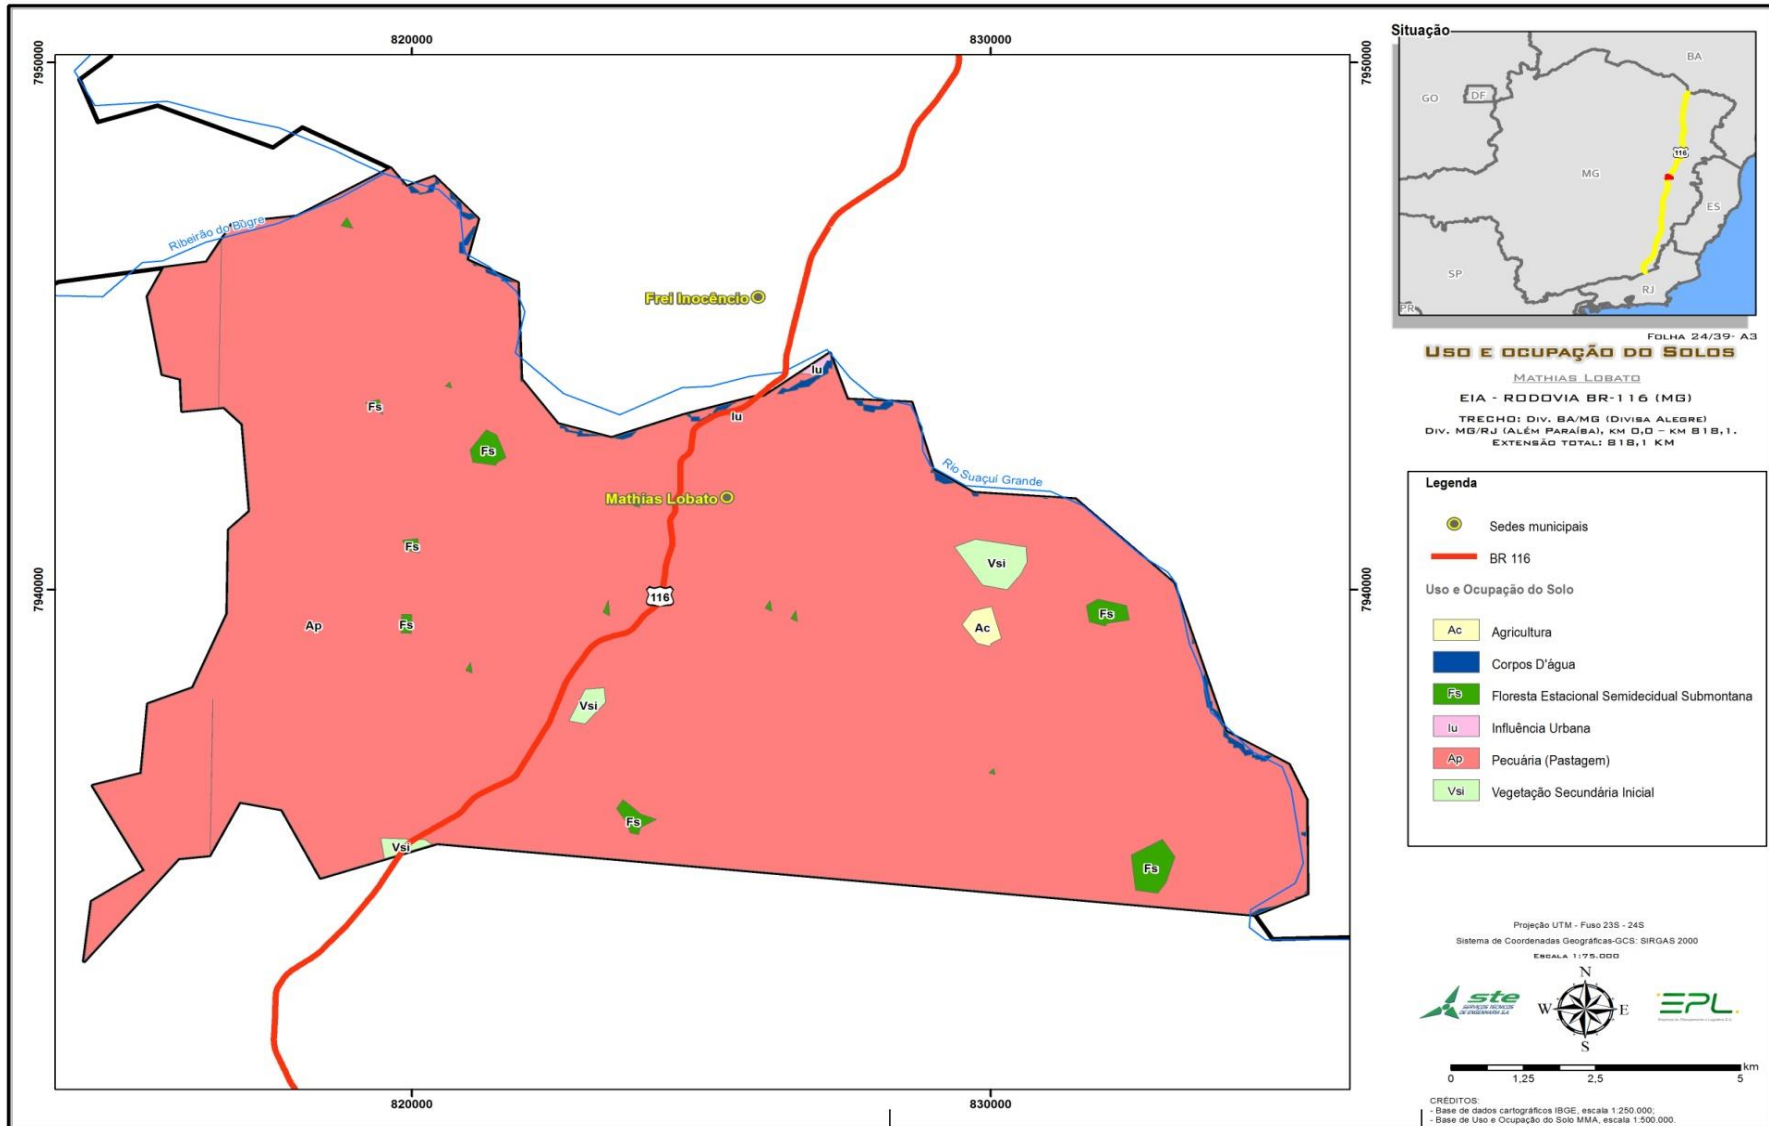 820000
830000
7950000
7950000
7940000
7940000
820000
830000
Ribeirão do Bugre
Frei Inocêncio
Iu
Iu
Fs
Fs
Rio Suaçuí Grande
Mathias Lobato
Fs
Vsi
116
Ap
Fs
Ac
Fs
Vsi
Fs
Vsi
Fs
Situação
BA
GO
DF
116
MG
ES
SP
RJ
PR
Folha 24/39- A3
Uso e ocupação do Solos
Mathias Lobato
EIA - RODOVIA BR-116 (MG)
TRECHO: Div. BA/MG (Divisa Alegre)
Div. MG/RJ (Além Paraíba), km 0,0 – km 818,1.
Extensão total: 818,1 km
Legenda
Sedes municipais
BR 116
Uso e Ocupação do Solo
Ac Agricultura
Corpos D'água
Fs Floresta Estacional Semidecidual Submontana
Iu Influência Urbana
Ap Pecuária (Pastagem)
Vsi Vegetação Secundária Inicial
Projeção UTM - Fuso 23S - 24S
Sistema de Coordenadas Geográficas-GCS: SIRGAS 2000
Escala 1:75.000
N
W E
S
ste
SERVIÇOS TÉCNICOS
DE ENGENHARIA S.A.
EPL
km
0 1,25 2,5 5
CRÉDITOS:
- Base de dados cartográficos IBGE, escala 1:250.000;
- Base de Uso e Ocupação do Solo MMA, escala 1:500.000.